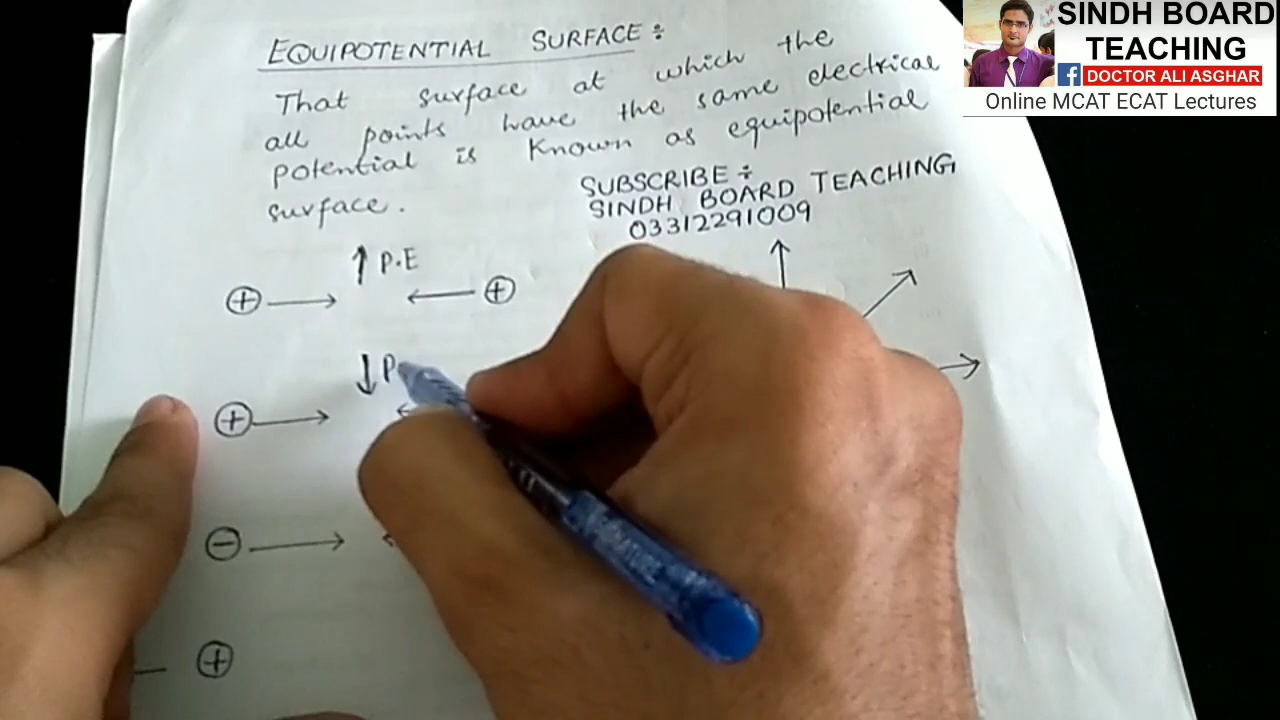 SINDH BOARD
TEACHING
DOCTOR ALI ASGHAR
Online MCAT ECAT Lectures
EQUIPOTENTIAL SURFACE ÷
That surface at which the
all points have the same electrical
potential is known as equipotential
surface.
SUBSCRIBE ÷
SINDH BOARD TEACHING
03312291009
↑ P.E
+ → ← +
↓ P
+ → ←
- → ←
+